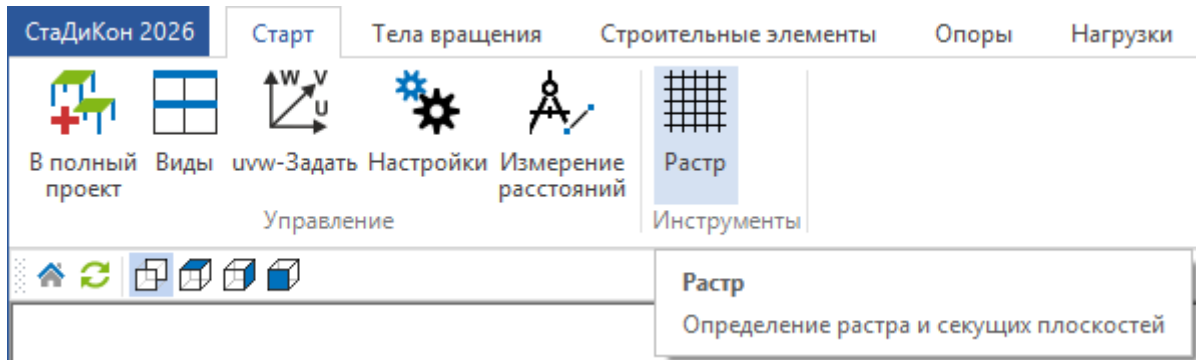 СтаДиКон 2026 Старт Тела вращения Строительные элементы Опоры Нагрузки
W V U
В полный Виды uvw-Задать Настройки Измерение Растр
проект расстояний
Управление Инструменты
Растр
Определение растра и секущих плоскостей